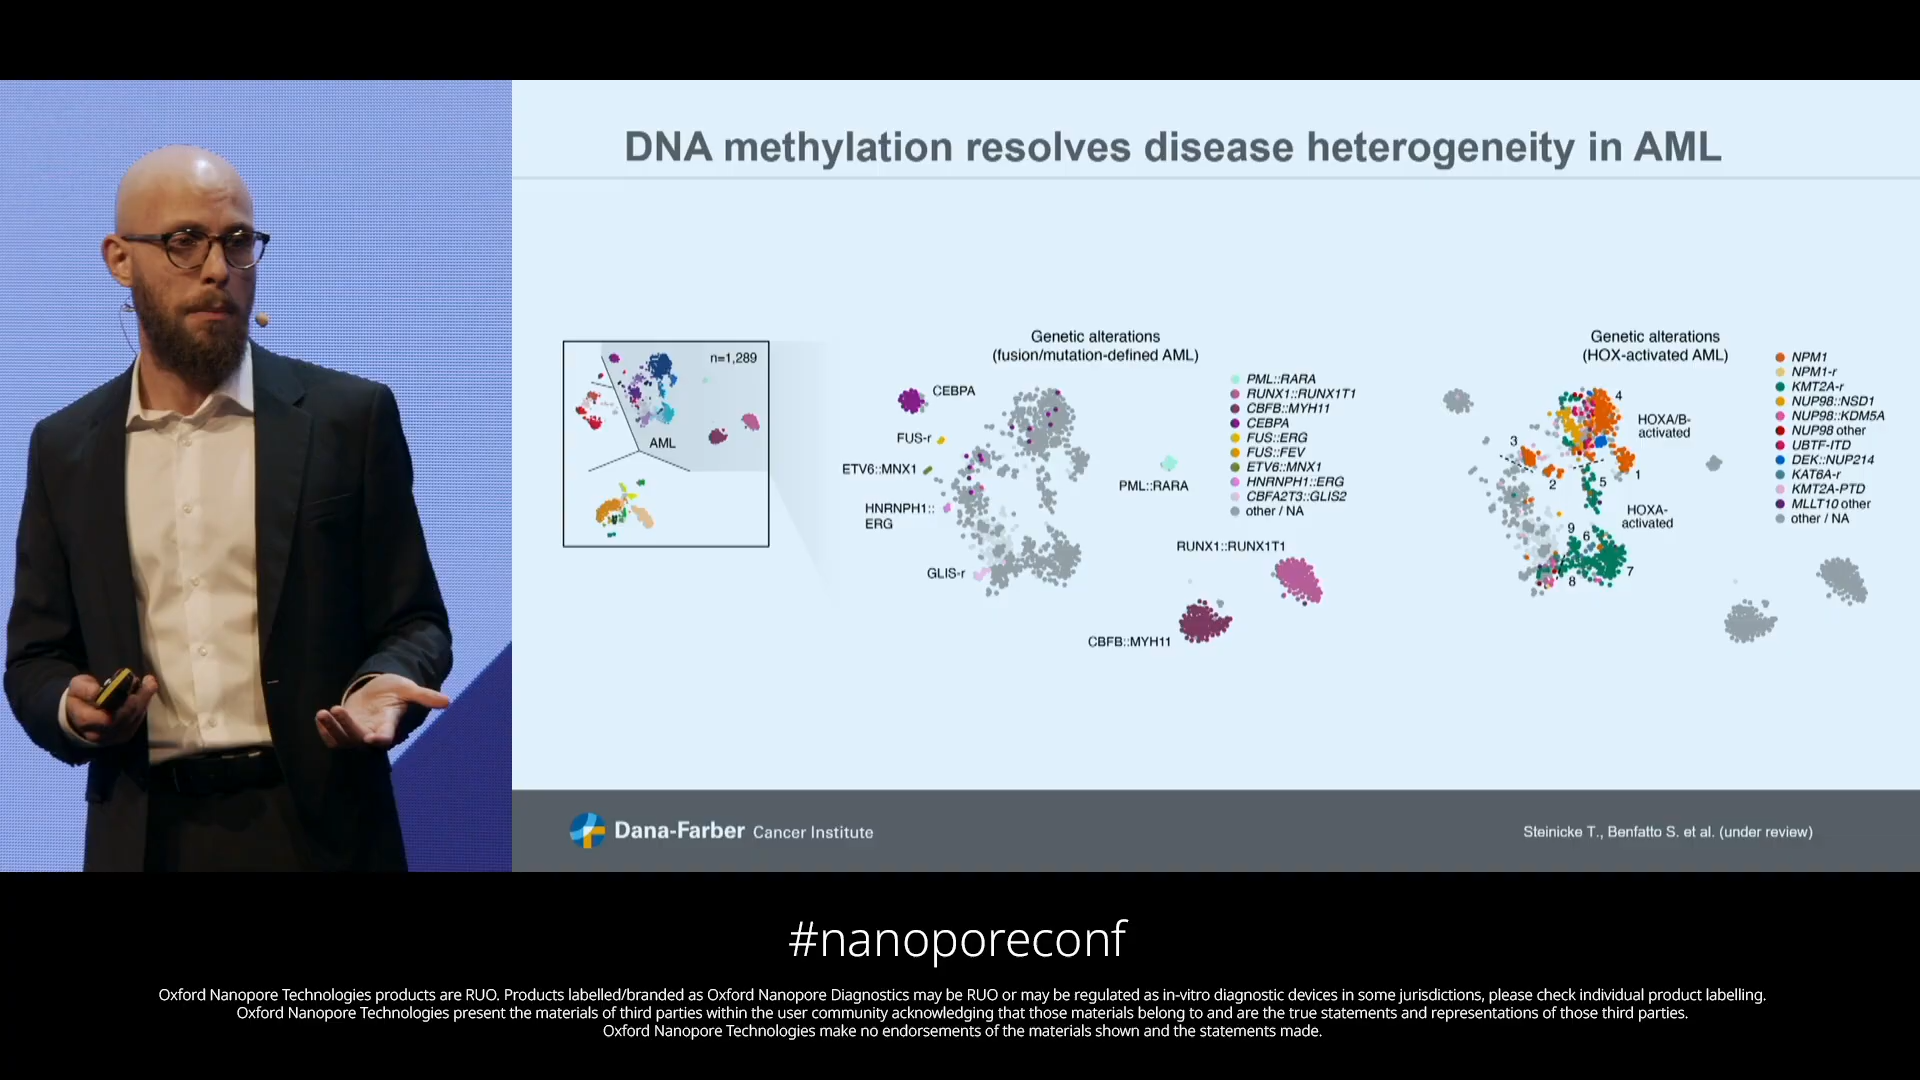 DNA methylation resolves disease heterogeneity in AML
n=1,289
AML
Genetic alterations
(fusion/mutation-defined AML)
CEBPA
FUS-r
ETV6::MNX1
HNRNPH1::
ERG
GLIS-r
PML::RARA
RUNX1::RUNX1T1
CBFB::MYH11
PML::RARA
RUNX1::RUNX1T1
CBFB::MYH11
CEBPA
FUS::ERG
FUS::FEV
ETV6::MNX1
HNRNPH1::ERG
CBFA2T3::GLIS2
other / NA
Genetic alterations
(HOX-activated AML)
4
HOXA/B-
activated
3
1
2
5
HOXA-
activated
9
6
7
8
NPM1
NPM1-r
KMT2A-r
NUP98::NSD1
NUP98::KDM5A
NUP98 other
UBTF-ITD
DEK::NUP214
KAT6A-r
KMT2A-PTD
MLLT10 other
other / NA
Dana-Farber Cancer Institute
Steinicke T., Benfatto S. et al. (under review)
#nanoporeconf
Oxford Nanopore Technologies products are RUO. Products labelled/branded as Oxford Nanopore Diagnostics may be RUO or may be regulated as in-vitro diagnostic devices in some jurisdictions, please check individual product labelling.
Oxford Nanopore Technologies present the materials of third parties within the user community acknowledging that those materials belong to and are the true statements and representations of those third parties.
Oxford Nanopore Technologies make no endorsements of the materials shown and the statements made.